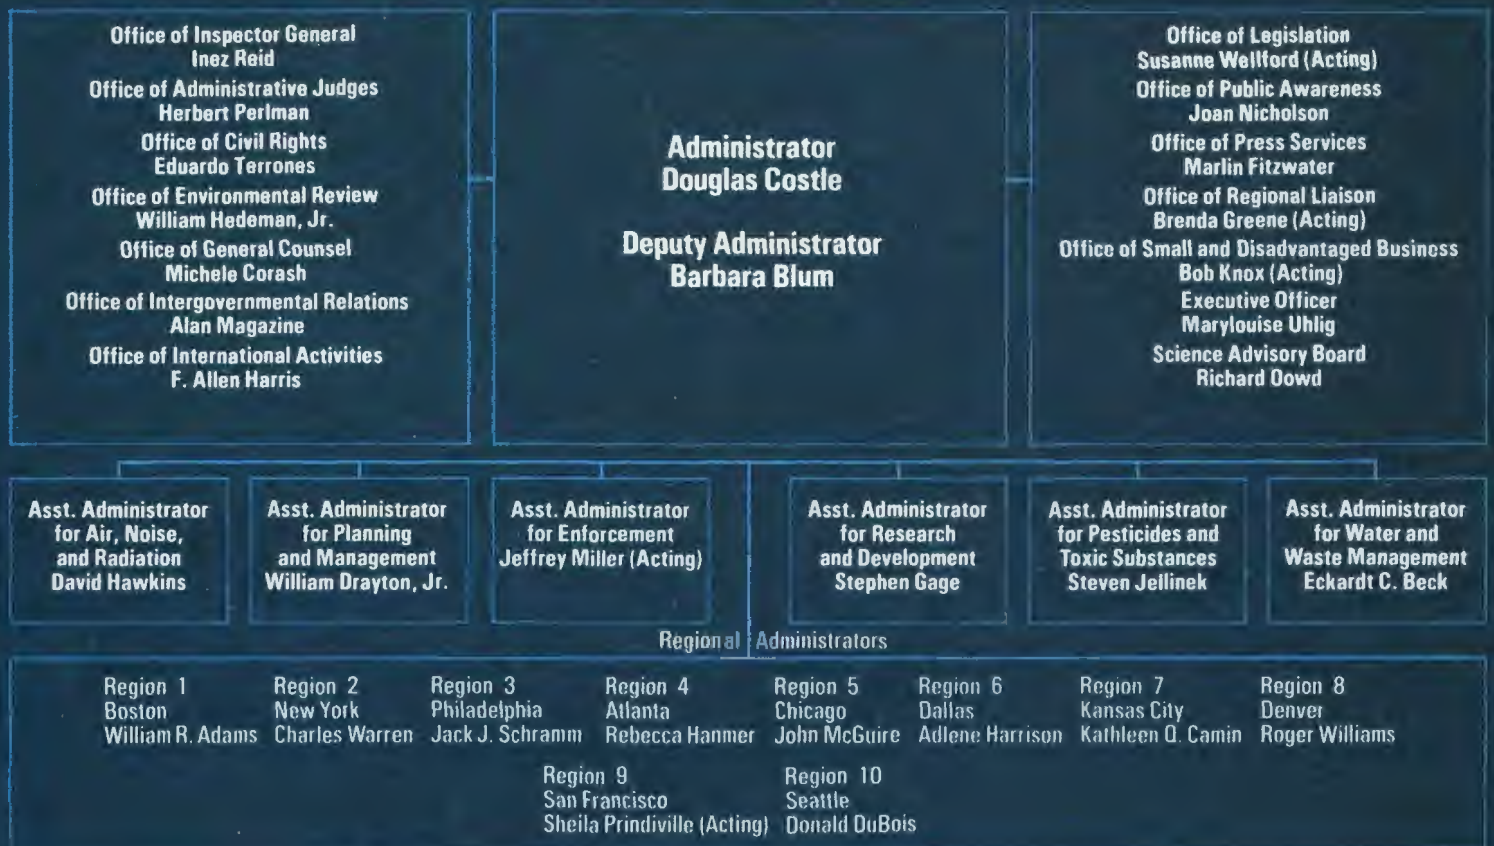 Office of Inspector General
Inez Reid
Office of Administrative Judges
Herbert Perlman
Office of Civil Rights
Eduardo Terrones
Office of Environmental Review
William Hedeman, Jr.
Office of General Counsel
Michele Corash
Office of Intergovernmental Relations
Alan Magazine
Office of International Activities
F. Allen Harris
Administrator
Douglas Costle
Deputy Administrator
Barbara Blum
Office of Legislation
Susanne Wellford (Acting)
Office of Public Awareness
Joan Nicholson
Office of Press Services
Marlin Fitzwater
Office of Regional Liaison
Brenda Greene (Acting)
Office of Small and Disadvantaged Business
Bob Knox (Acting)
Executive Officer
Marylouise Uhlig
Science Advisory Board
Richard Dowd
Asst. Administrator
for Air, Noise,
and Radiation
David Hawkins
Asst. Administrator
for Planning
and Management
William Drayton, Jr.
Asst. Administrator
for Enforcement
Jeffrey Miller (Acting)
Asst. Administrator
for Research
and Development
Stephen Gage
Asst. Administrator
for Pesticides and
Toxic Substances
Steven Jellinek
Asst. Administrator
for Water and
Waste Management
Eckardt C. Beck
Regional Administrators
Region 1
Boston
William R. Adams
Region 2
New York
Charles Warren
Region 3
Philadelphia
Jack J. Schramm
Region 4
Atlanta
Rebecca Hanmer
Region 5
Chicago
John McGuire
Region 6
Dallas
Adlene Harrison
Region 7
Kansas City
Kathleen Q. Camin
Region 8
Denver
Roger Williams
Region 9
San Francisco
Sheila Prindiville (Acting)
Region 10
Seattle
Donald DuBois